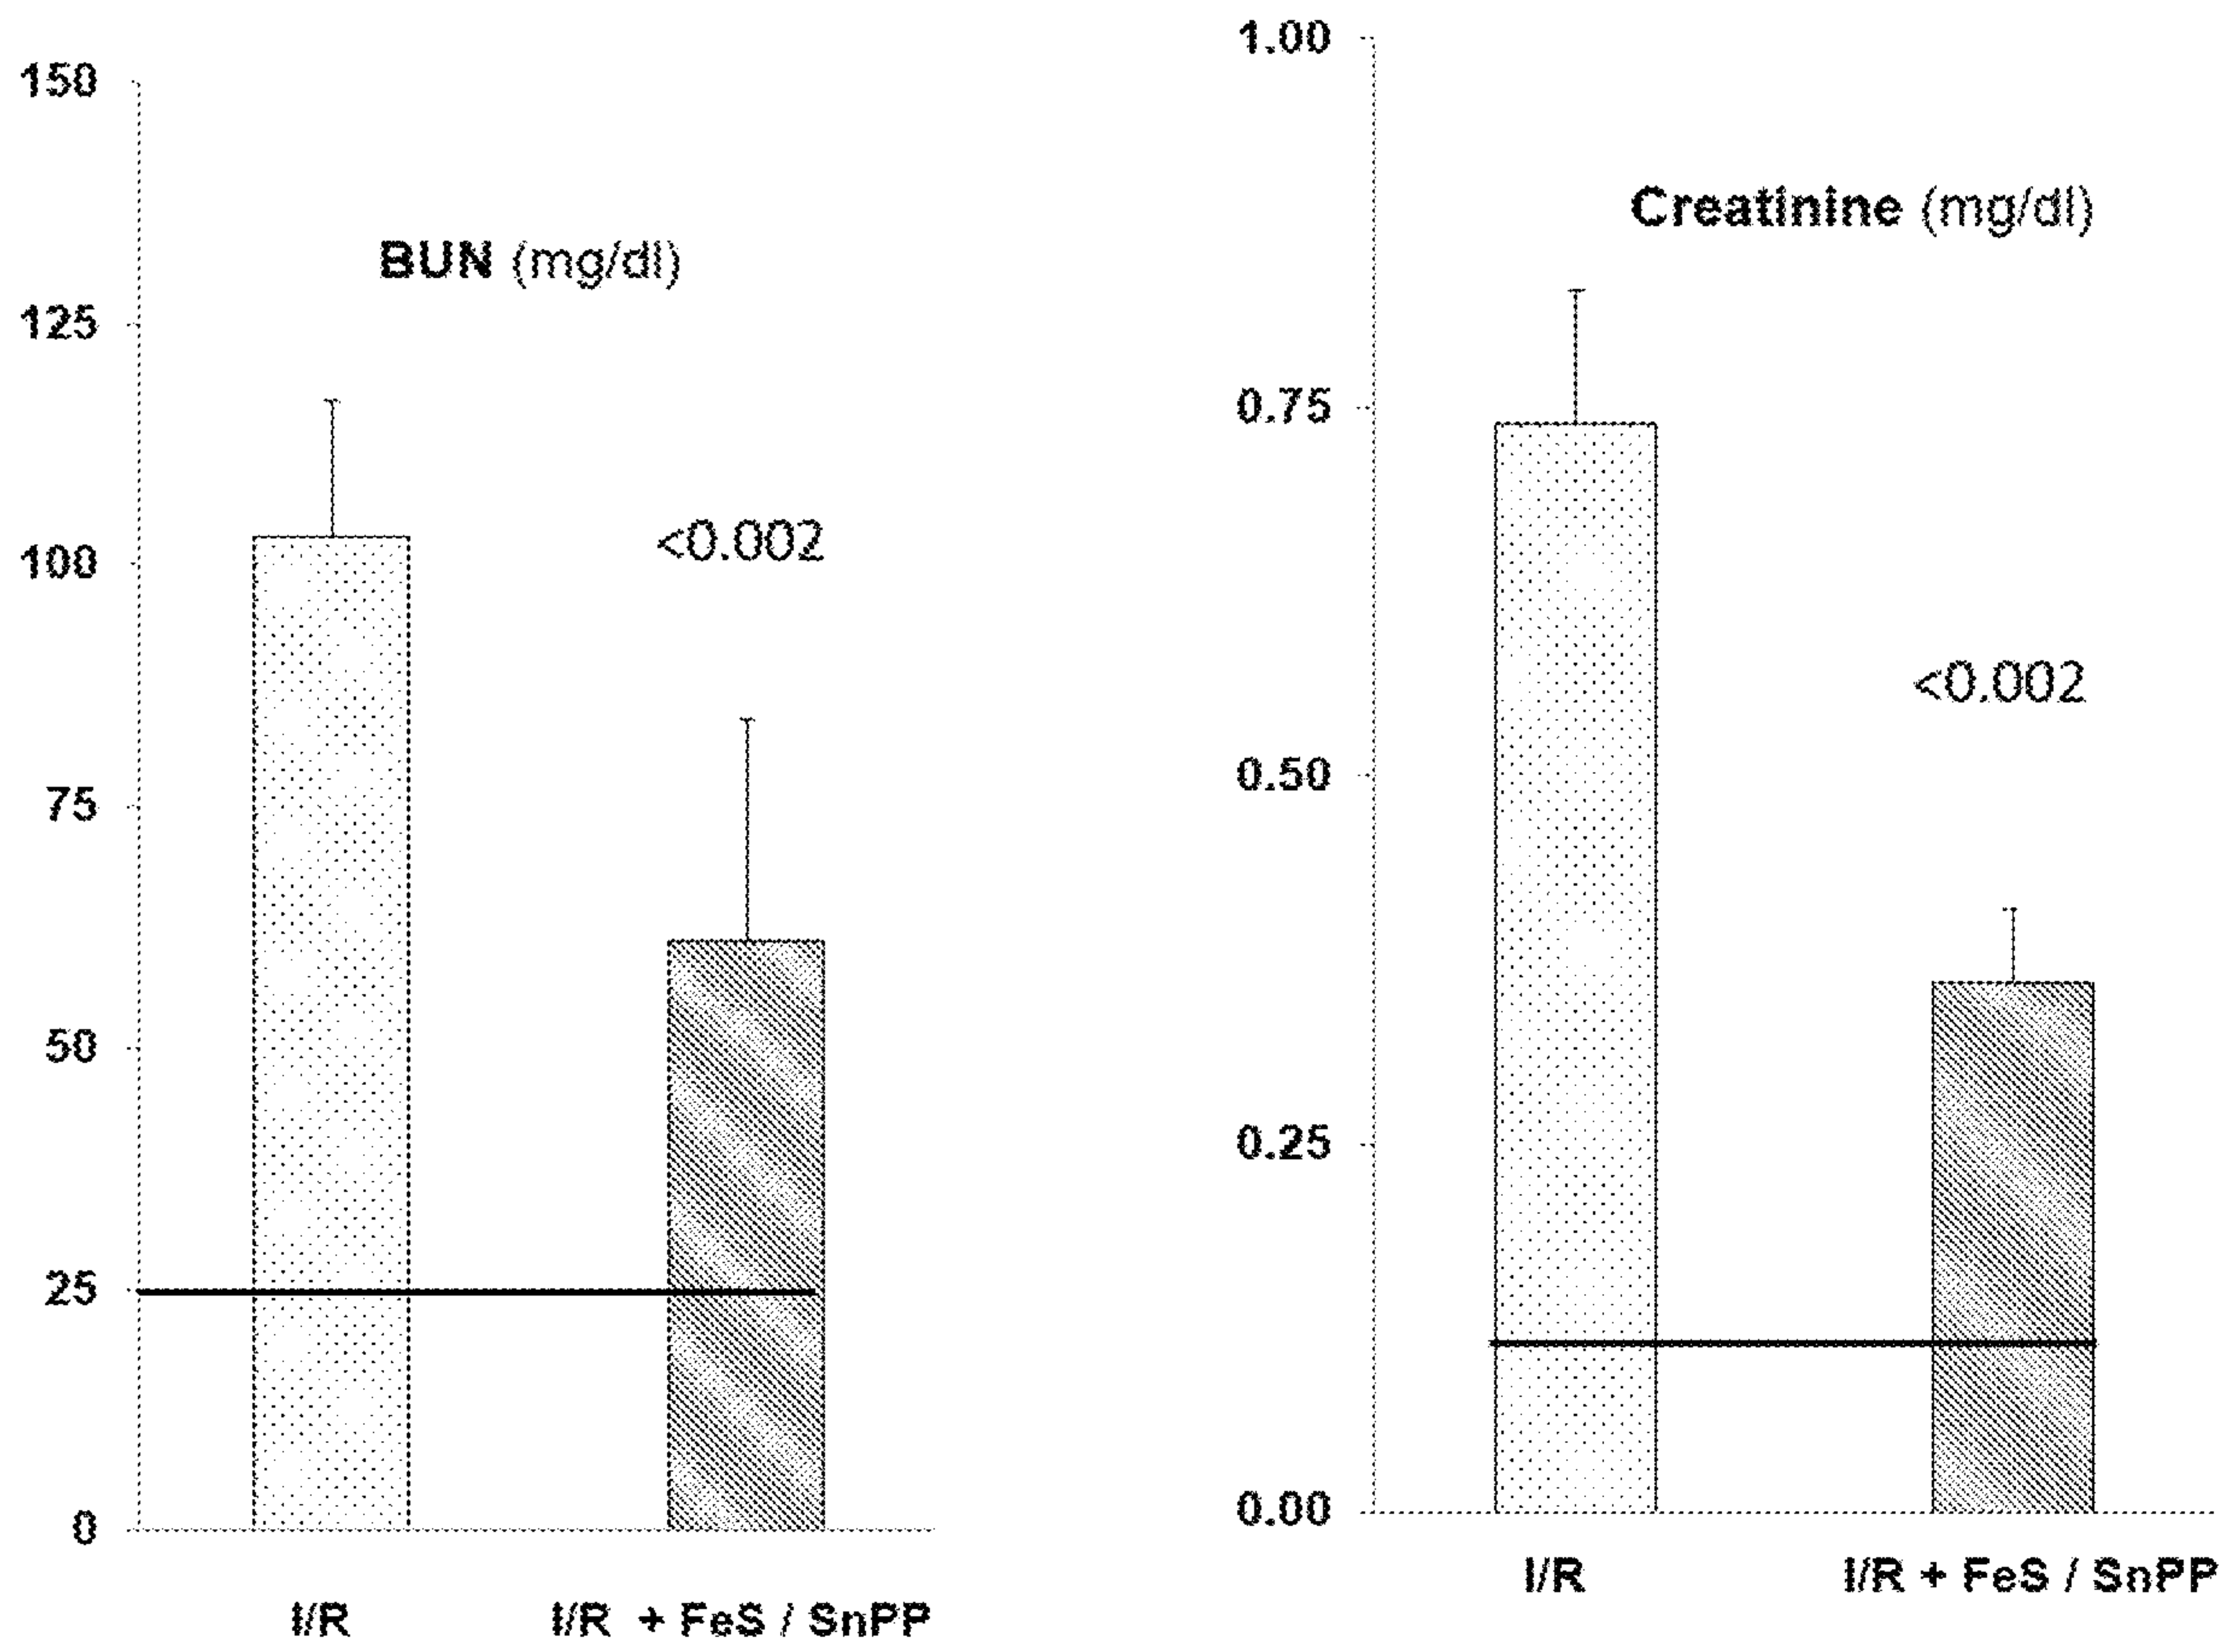 150
BUN (mg/dl)
125
<0.002
100
75
50
25
0
I/R
I/R + FeS / SnPP
1.00
Creatinine (mg/dl)
0.75
<0.002
0.50
0.25
0.00
I/R
I/R + FeS / SnPP